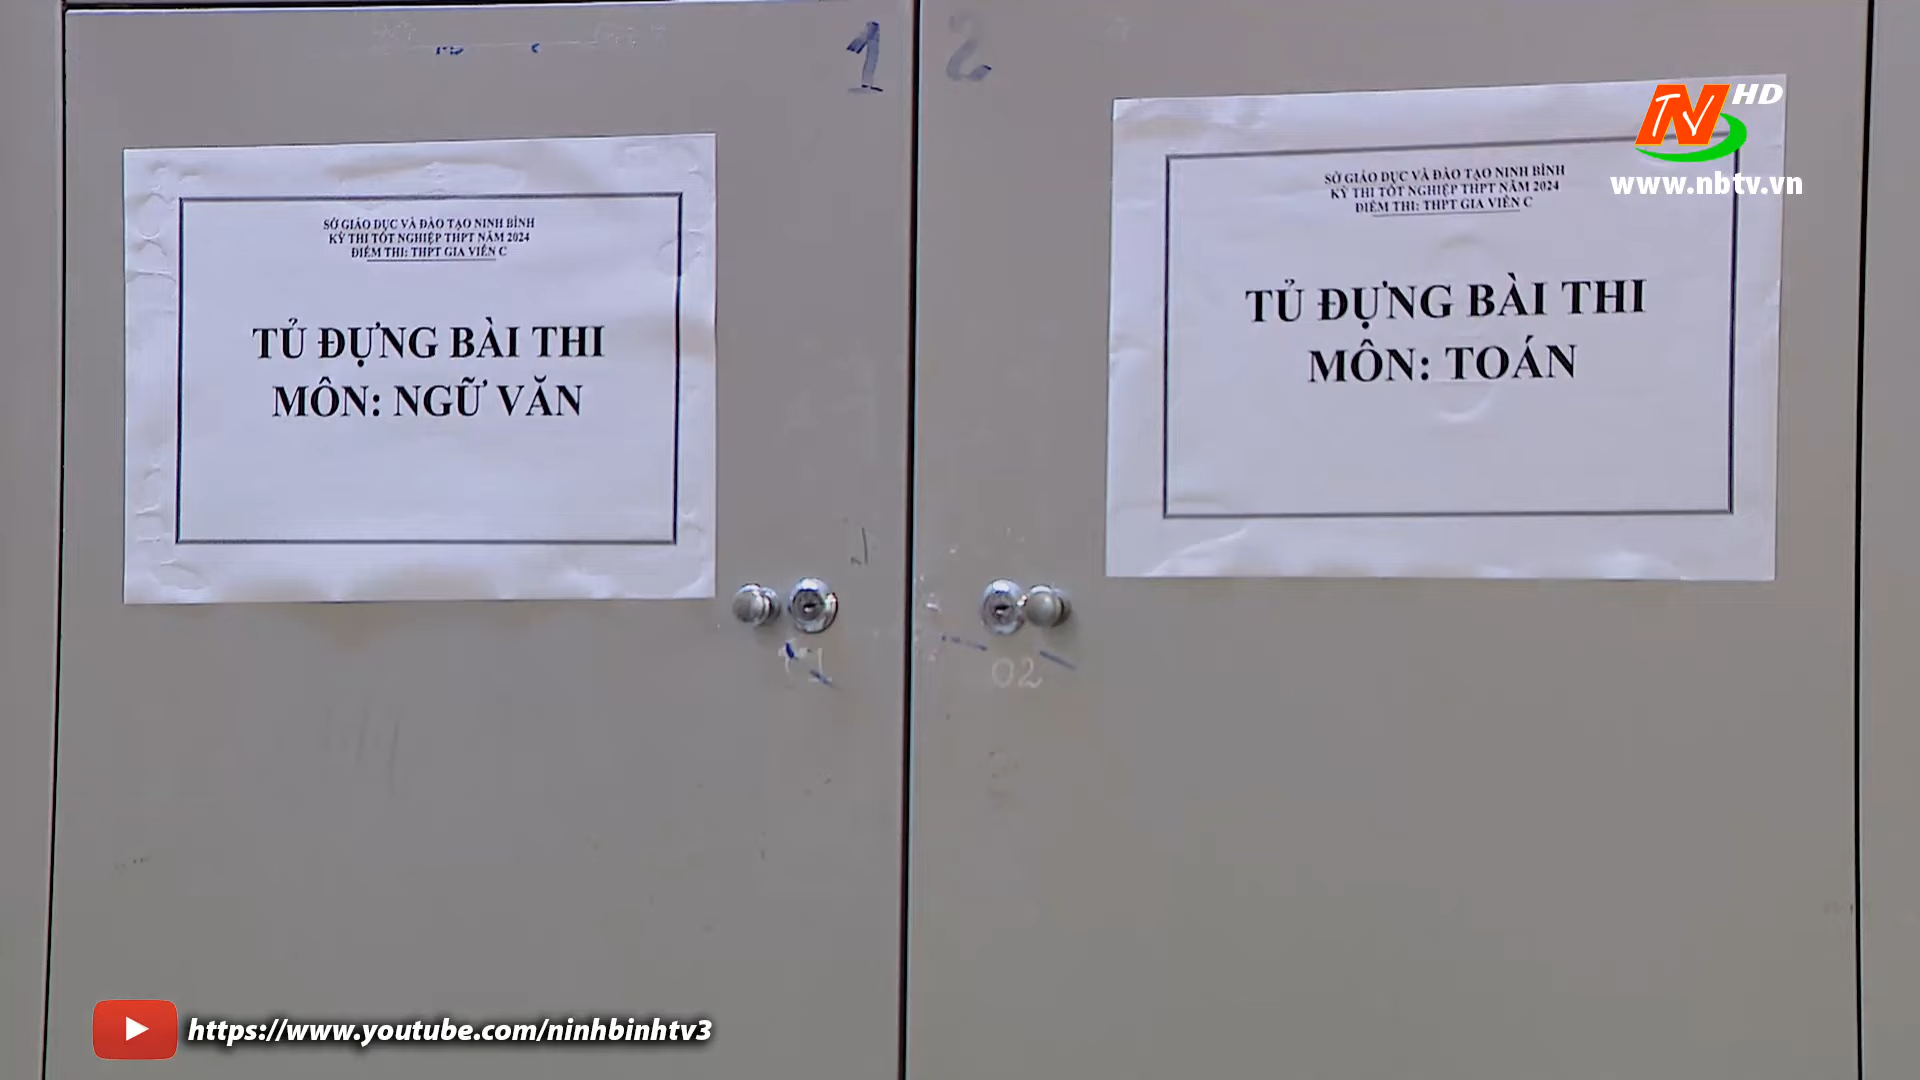 1
2
SỞ GIÁO DỤC VÀ ĐÀO TẠO NINH BÌNH
KỲ THI TỐT NGHIỆP THPT NĂM 2024
ĐIỂM THI: THPT GIA VIỄN C
TỦ ĐỰNG BÀI THI
MÔN: NGỮ VĂN
SỞ GIÁO DỤC VÀ ĐÀO TẠO NINH BÌNH
KỲ THI TỐT NGHIỆP THPT NĂM 2024
ĐIỂM THI: THPT GIA VIỄN C
TỦ ĐỰNG BÀI THI
MÔN: TOÁN
NTV HD
www.nbtv.vn
02
https://www.youtube.com/ninhbinhtv3